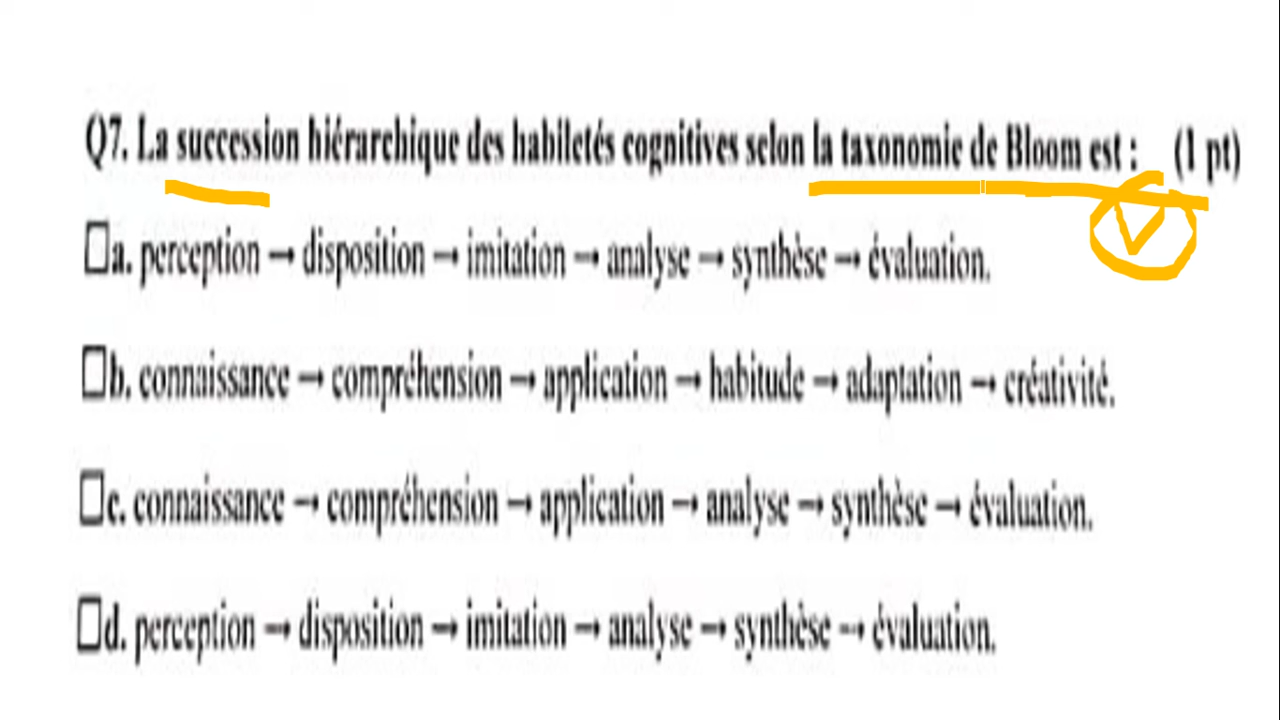 Q7. La succession hiérarchique des habiletés cognitives selon la taxonomie de Bloom est : (1 pt)
a. perception → disposition → imitation → analyse → synthèse → évaluation.
b. connaissance → compréhension → application → habitude → adaptation → créativité.
c. connaissance → compréhension → application → analyse → synthèse → évaluation.
d. perception → disposition → imitation → analyse → synthèse → évaluation.